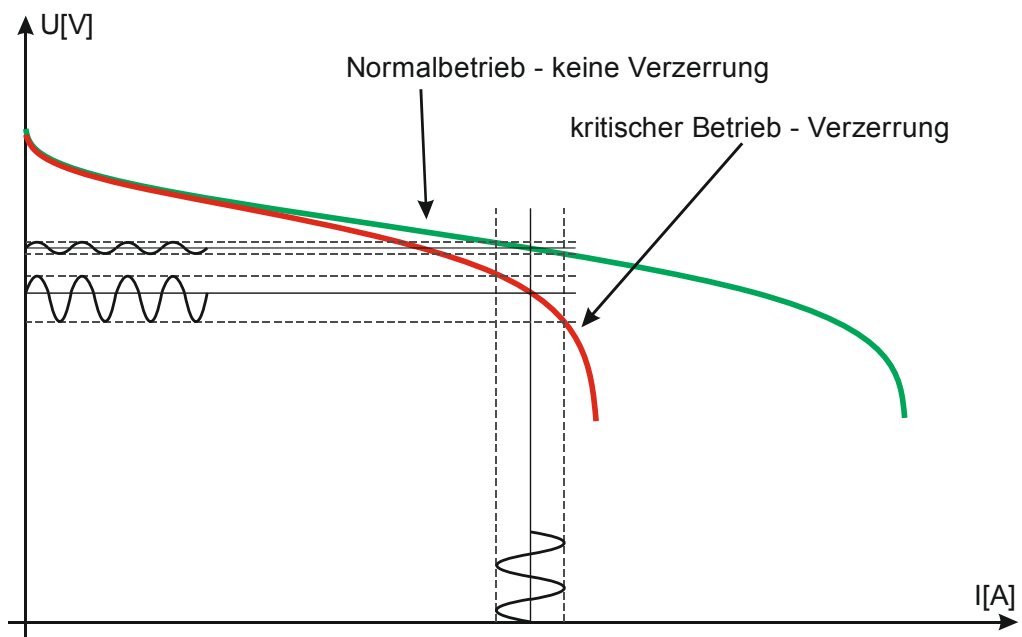 U[V]
Normalbetrieb - keine Verzerrung
kritischer Betrieb - Verzerrung
I[A]